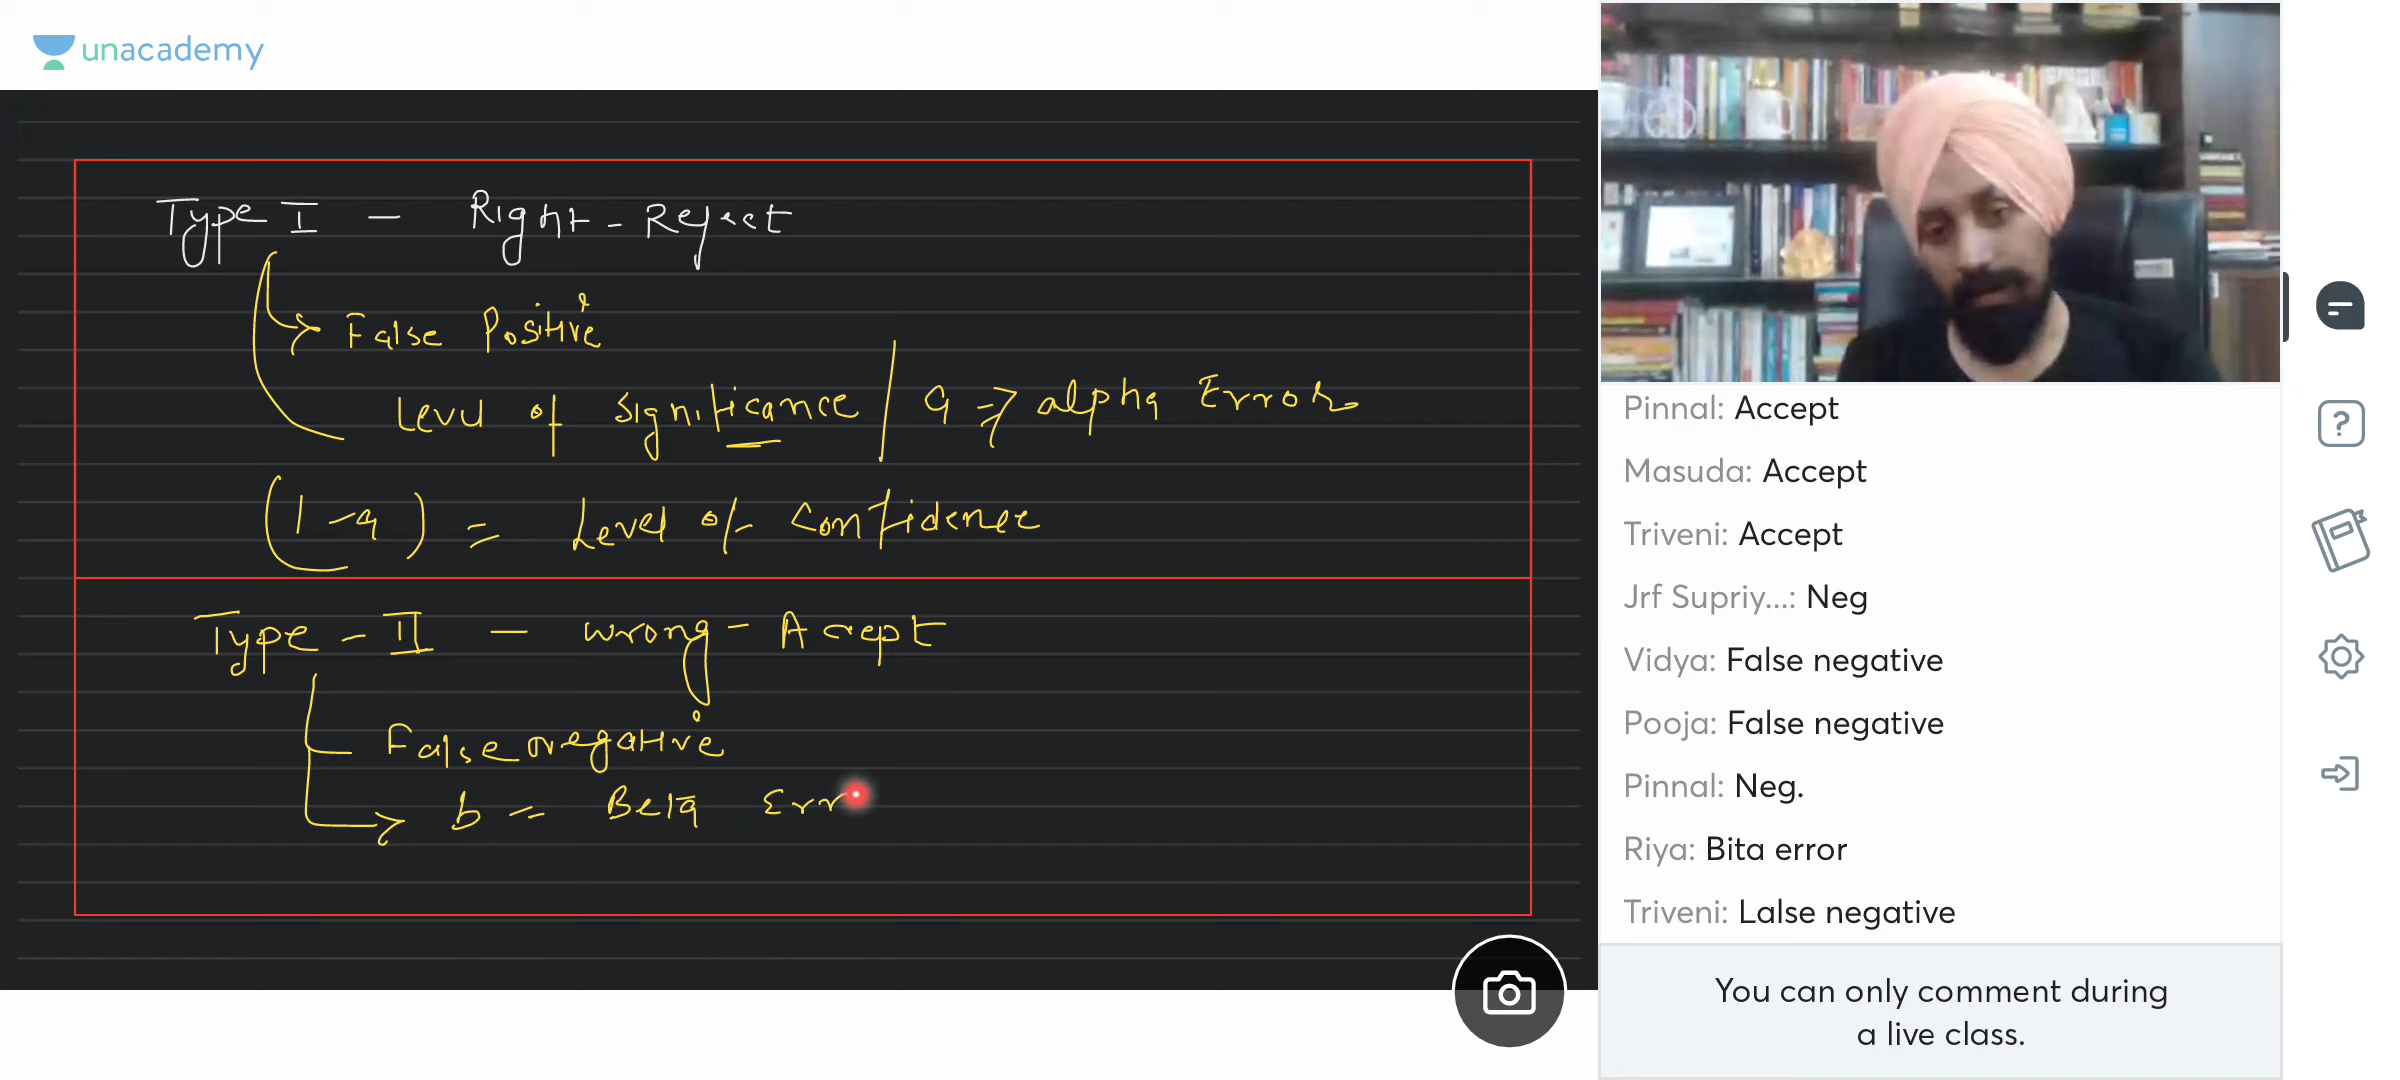 unacademy
Type I - Right - Reject
False Positive
Level of significance / a => alpha Error
(1-a) = Level of Confidence
Type - II - wrong - Accept
False negative
b = Beta Err
Pinnal: Accept
Masuda: Accept
Triveni: Accept
Jrf Supriy...: Neg
Vidya: False negative
Pooja: False negative
Pinnal: Neg.
Riya: Bita error
Triveni: Lalse negative
You can only comment during
a live class.